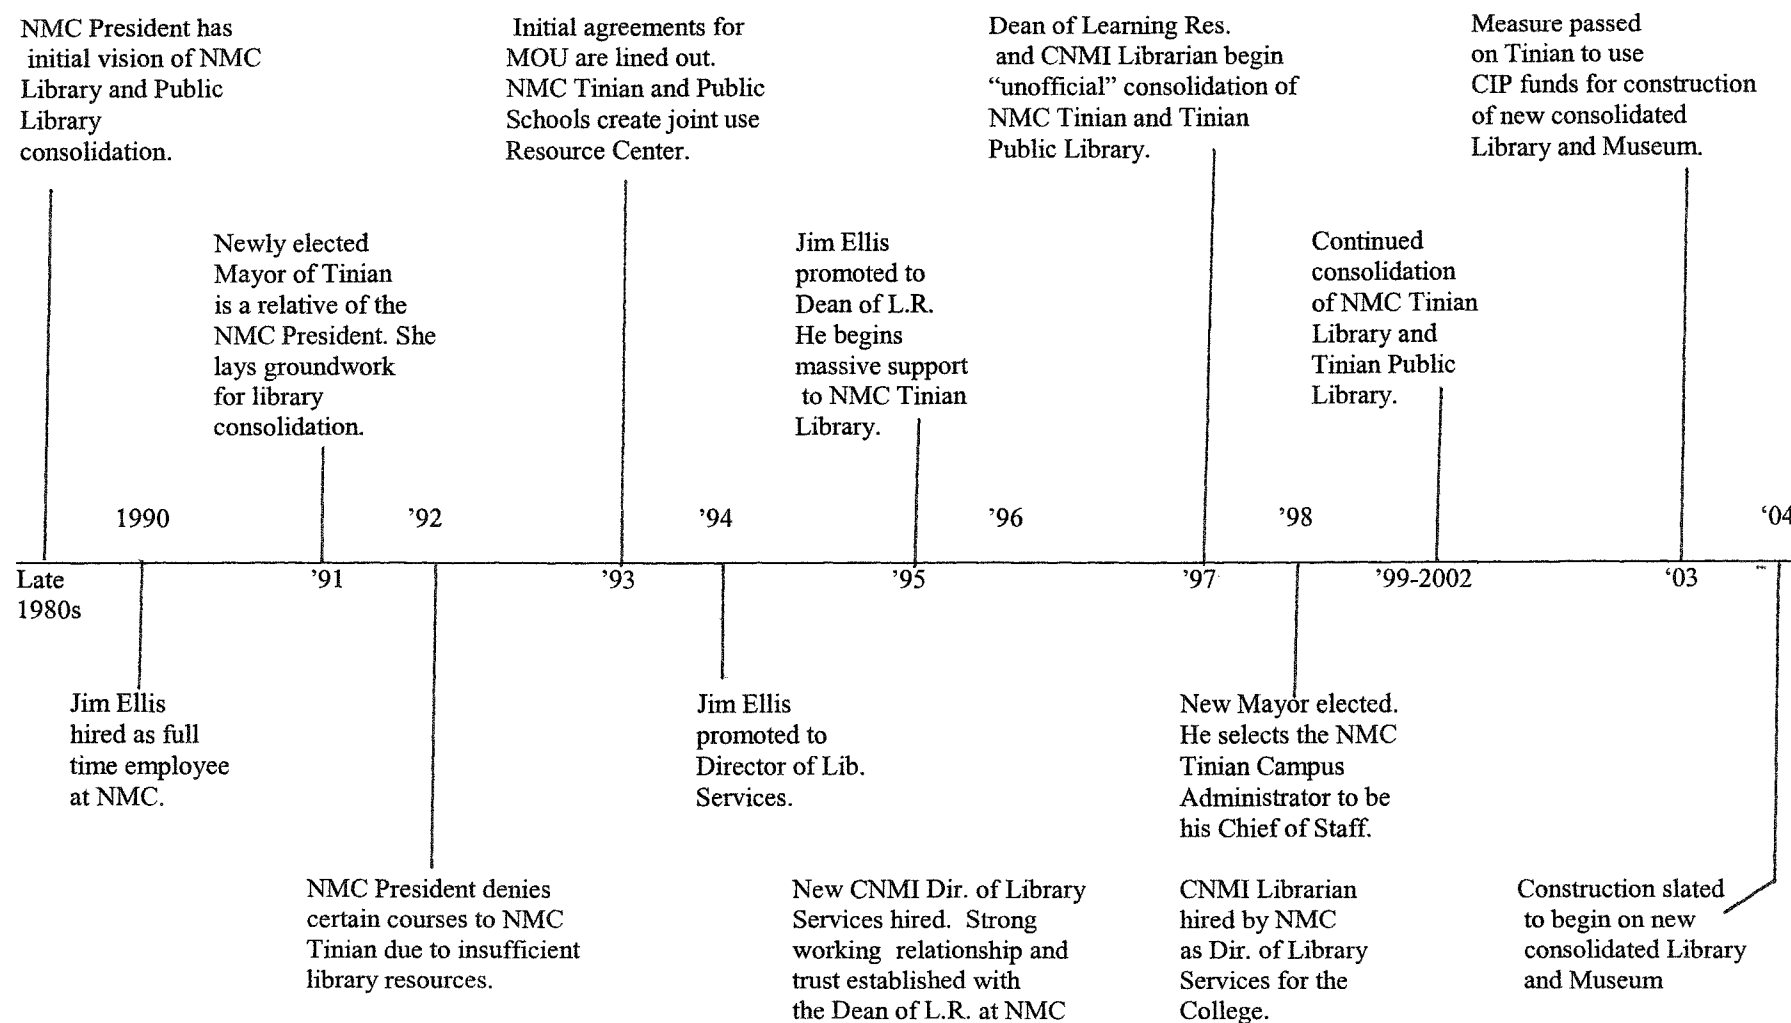 NMC President has
initial vision of NMC
Library and Public
Library
consolidation.
Initial agreements for
MOU are lined out.
NMC Tinian and Public
Schools create joint use
Resource Center.
Dean of Learning Res.
and CNMI Librarian begin
“unofficial” consolidation of
NMC Tinian and Tinian
Public Library.
Measure passed
on Tinian to use
CIP funds for construction
of new consolidated
Library and Museum.
Newly elected
Mayor of Tinian
is a relative of the
NMC President. She
lays groundwork
for library
consolidation.
Jim Ellis
promoted to
Dean of L.R.
He begins
massive support
to NMC Tinian
Library.
Continued
consolidation
of NMC Tinian
Library and
Tinian Public
Library.
1990 ’92 ’94 ’96 ’98 ‘04
Late ’91 ’93 ’95 ’97 ’99-2002 ‘03
1980s
Jim Ellis
hired as full
time employee
at NMC.
Jim Ellis
promoted to
Director of Lib.
Services.
New Mayor elected.
He selects the NMC
Tinian Campus
Administrator to be
his Chief of Staff.
NMC President denies
certain courses to NMC
Tinian due to insufficient
library resources.
New CNMI Dir. of Library
Services hired. Strong
working relationship and
trust established with
the Dean of L.R. at NMC
CNMI Librarian
hired by NMC
as Dir. of Library
Services for the
College.
Construction slated
to begin on new
consolidated Library
and Museum